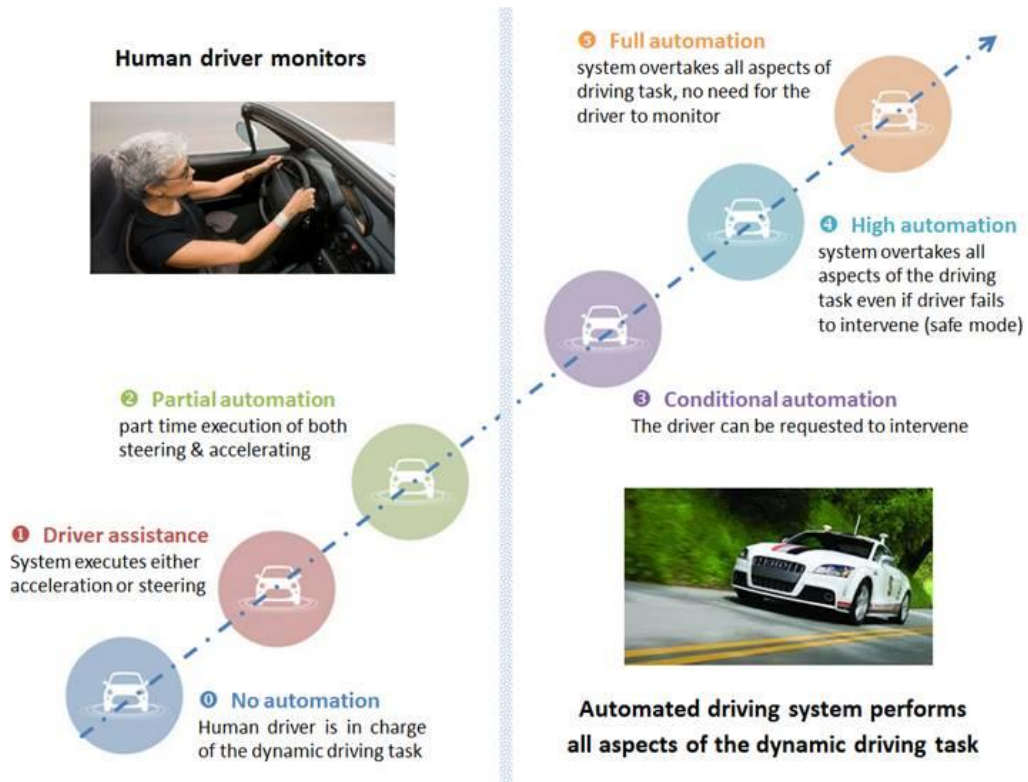 Human driver monitors
❷ Partial automation
part time execution of both
steering & accelerating
❶ Driver assistance
System executes either
acceleration or steering
⓪ No automation
Human driver is in charge
of the dynamic driving task
❺ Full automation
system overtakes all aspects of
driving task, no need for the
driver to monitor
❹ High automation
system overtakes all
aspects of the driving
task even if driver fails
to intervene (safe mode)
❸ Conditional automation
The driver can be requested to intervene
Automated driving system performs
all aspects of the dynamic driving task